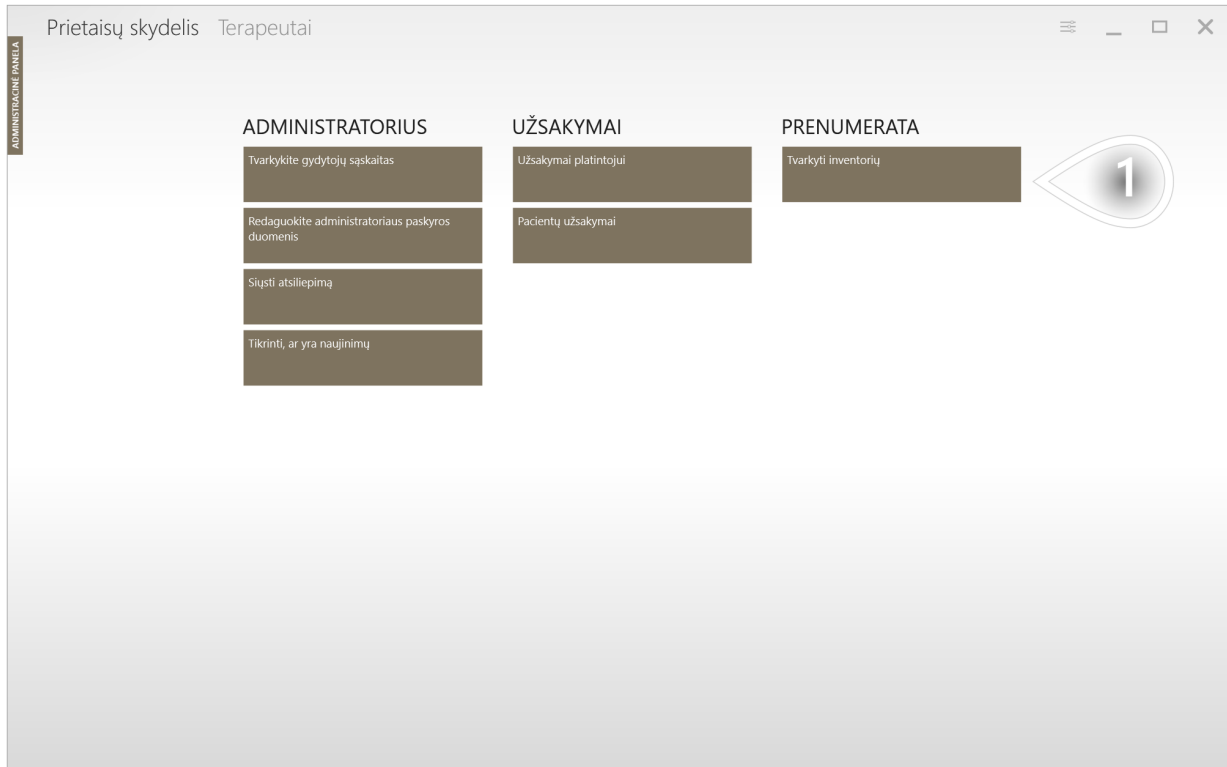 Prietaisų skydelis Terapeutai
ADMINISTRACINĖ PANELA
ADMINISTRATORIUS
Tvarkykite gydytojų sąskaitas
Redaguokite administratoriaus paskyros
duomenis
Siųsti atsiliepimą
Tikrinti, ar yra naujinimų
UŽSAKYMAI
Užsakymai platintojui
Pacientų užsakymai
PRENUMERATA
Tvarkyti inventorių
1